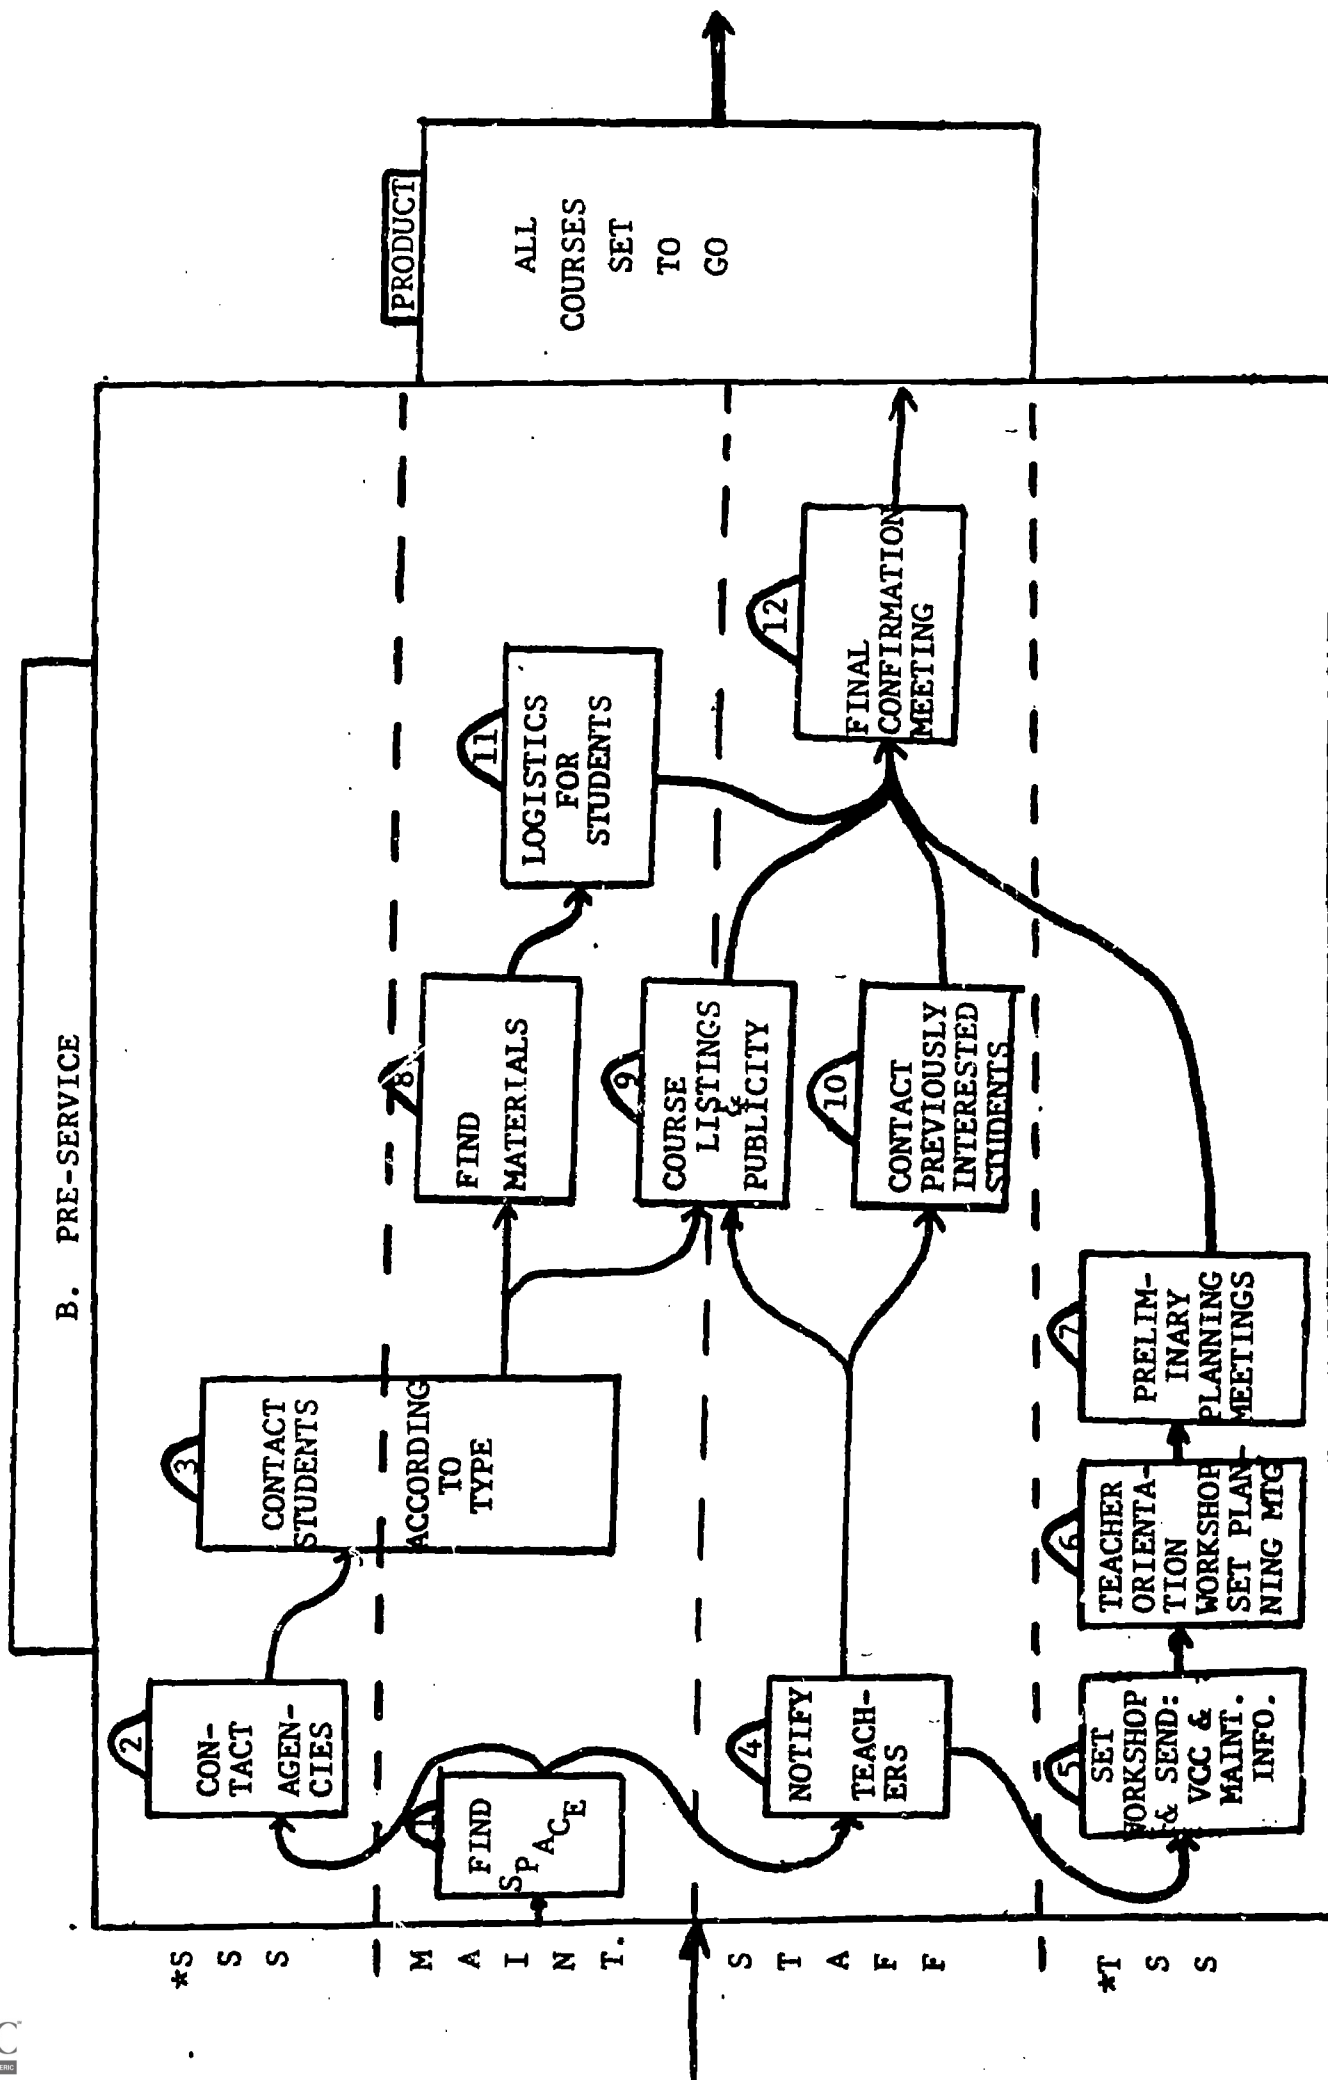 B. PRE-SERVICE
*S
S
S
2
CON-
TACT
AGEN-
CIES
3
CONTACT
STUDENTS
ACCORDING
TO
TYPE
M
A
I
N
T.
1
FIND
SPACE
8
FIND
MATERIALS
11
LOGISTICS
FOR
STUDENTS
9
COURSE
LISTINGS
&
PUBLICITY
S
T
A
F
F
4
NOTIFY
TEACH-
ERS
10
CONTACT
PREVIOUSLY
INTERESTED
STUDENTS
12
FINAL
CONFIRMATION
MEETING
*T
S
S
5
SET
WORKSHOP
& SEND:
VCC &
MAINT.
INFO.
6
TEACHER
ORIENTA-
TION
WORKSHOP
SET PLAN-
NING MTG
7
PRELIM-
INARY
PLANNING
MEETINGS
PRODUCT
ALL
COURSES
SET
TO
GO
ERIC